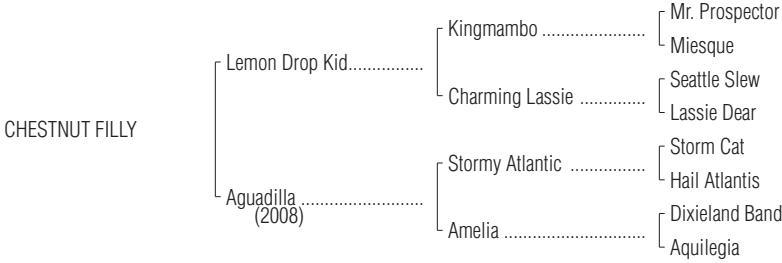 Mr. Prospector
Kingmambo ......................
Miesque
Lemon Drop Kid................
Seattle Slew
Charming Lassie ..............
Lassie Dear
CHESTNUT FILLY
Storm Cat
Stormy Atlantic ................
Hail Atlantis
Aguadilla ..........................
(2008)
Dixieland Band
Amelia ..............................
Aquilegia